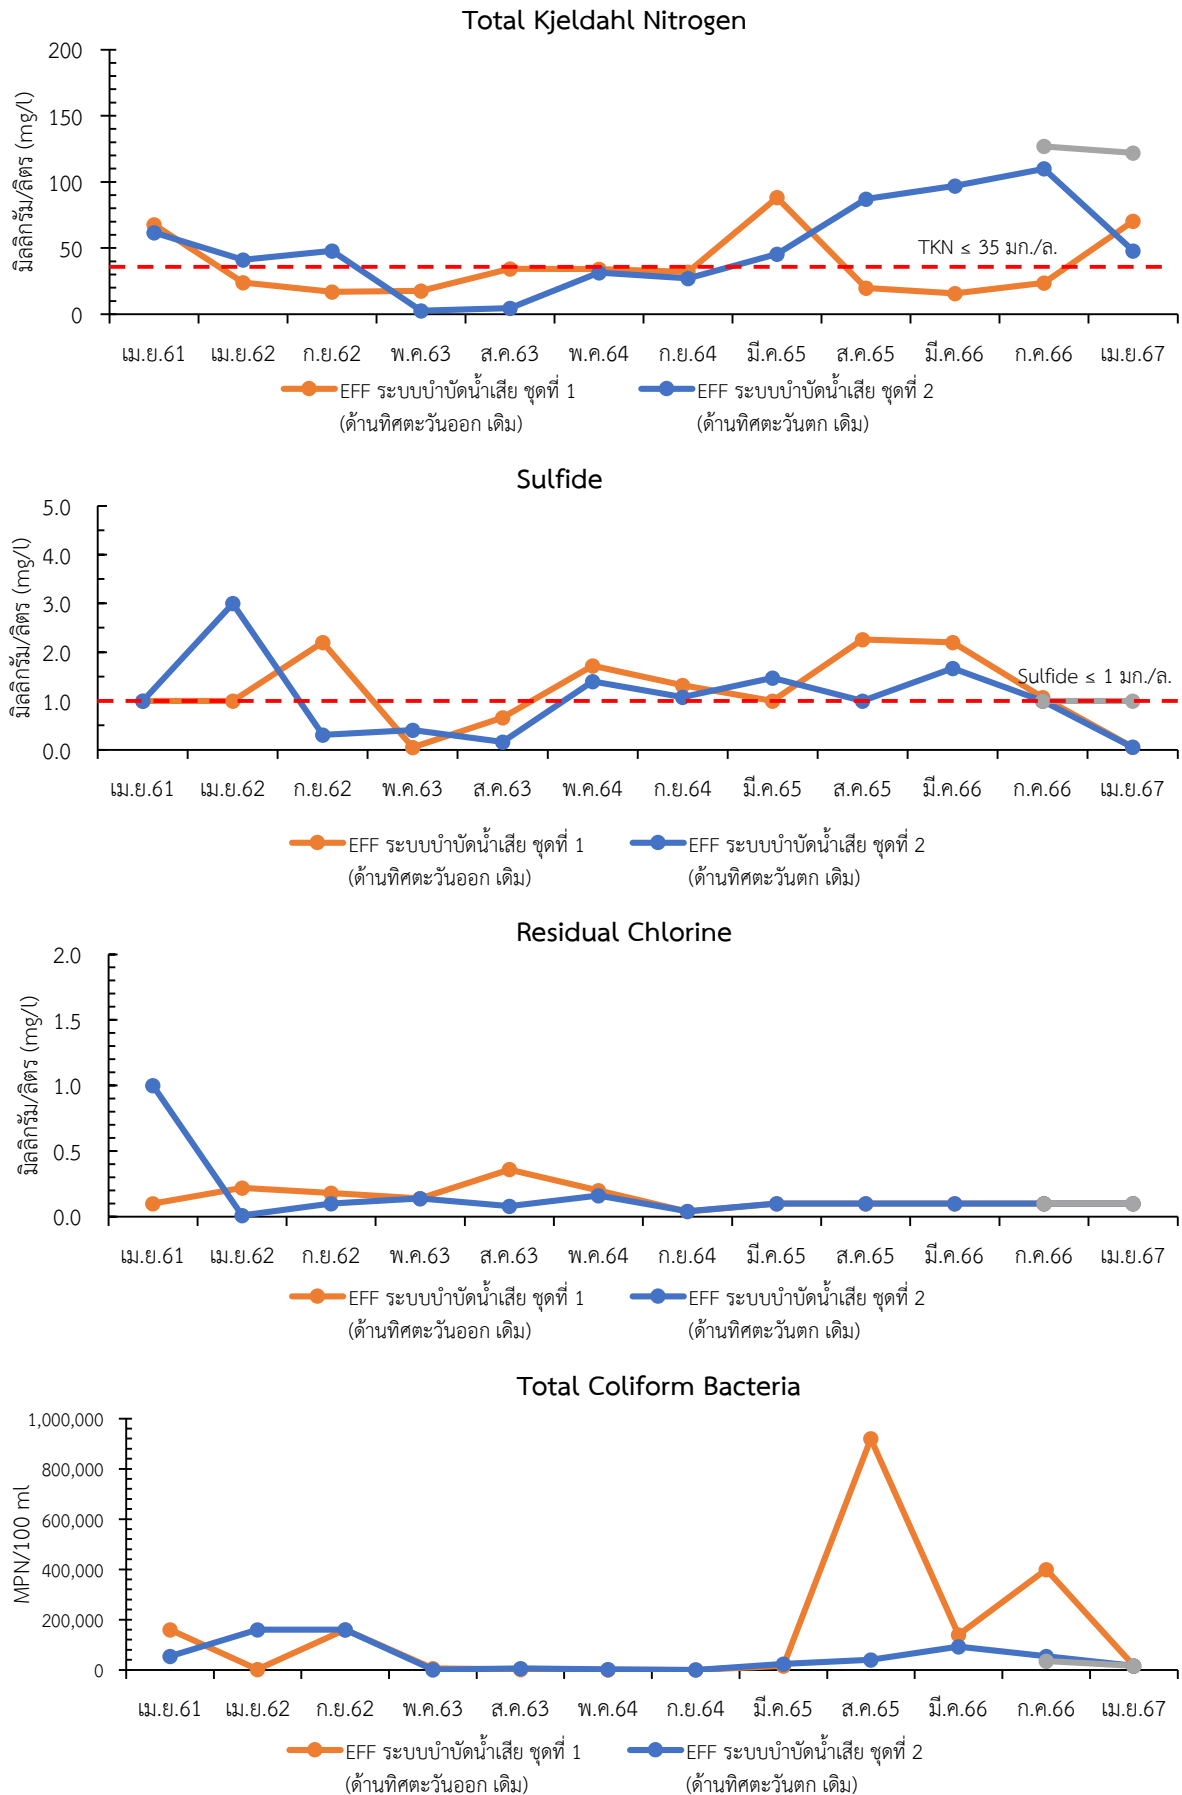 Total Kjeldahl Nitrogen
มิลลิกรัม/ลิตร (mg/l)
200
150
100
50
0
TKN ≤ 35 มก./ล.
เม.ย.61 เม.ย.62 ก.ย.62 พ.ค.63 ส.ค.63 พ.ค.64 ก.ย.64 มี.ค.65 ส.ค.65 มี.ค.66 ก.ค.66 เม.ย.67
EFF ระบบบำบัดน้ำเสีย ชุดที่ 1 EFF ระบบบำบัดน้ำเสีย ชุดที่ 2
(ด้านทิศตะวันออก เดิม) (ด้านทิศตะวันตก เดิม)
Sulfide
มิลลิกรัม/ลิตร (mg/l)
5.0
4.0
3.0
2.0
1.0
0.0
Sulfide ≤ 1 มก./ล.
เม.ย.61 เม.ย.62 ก.ย.62 พ.ค.63 ส.ค.63 พ.ค.64 ก.ย.64 มี.ค.65 ส.ค.65 มี.ค.66 ก.ค.66 เม.ย.67
EFF ระบบบำบัดน้ำเสีย ชุดที่ 1 EFF ระบบบำบัดน้ำเสีย ชุดที่ 2
(ด้านทิศตะวันออก เดิม) (ด้านทิศตะวันตก เดิม)
Residual Chlorine
มิลลิกรัม/ลิตร (mg/l)
2.0
1.5
1.0
0.5
0.0
เม.ย.61 เม.ย.62 ก.ย.62 พ.ค.63 ส.ค.63 พ.ค.64 ก.ย.64 มี.ค.65 ส.ค.65 มี.ค.66 ก.ค.66 เม.ย.67
EFF ระบบบำบัดน้ำเสีย ชุดที่ 1 EFF ระบบบำบัดน้ำเสีย ชุดที่ 2
(ด้านทิศตะวันออก เดิม) (ด้านทิศตะวันตก เดิม)
Total Coliform Bacteria
MPN/100 ml
1,000,000
800,000
600,000
400,000
200,000
0
เม.ย.61 เม.ย.62 ก.ย.62 พ.ค.63 ส.ค.63 พ.ค.64 ก.ย.64 มี.ค.65 ส.ค.65 มี.ค.66 ก.ค.66 เม.ย.67
EFF ระบบบำบัดน้ำเสีย ชุดที่ 1 EFF ระบบบำบัดน้ำเสีย ชุดที่ 2
(ด้านทิศตะวันออก เดิม) (ด้านทิศตะวันตก เดิม)